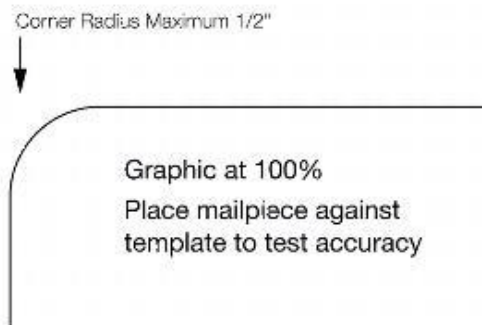 Corner Radius Maximum 1/2"
Graphic at 100%
Place mailpiece against
template to test accuracy